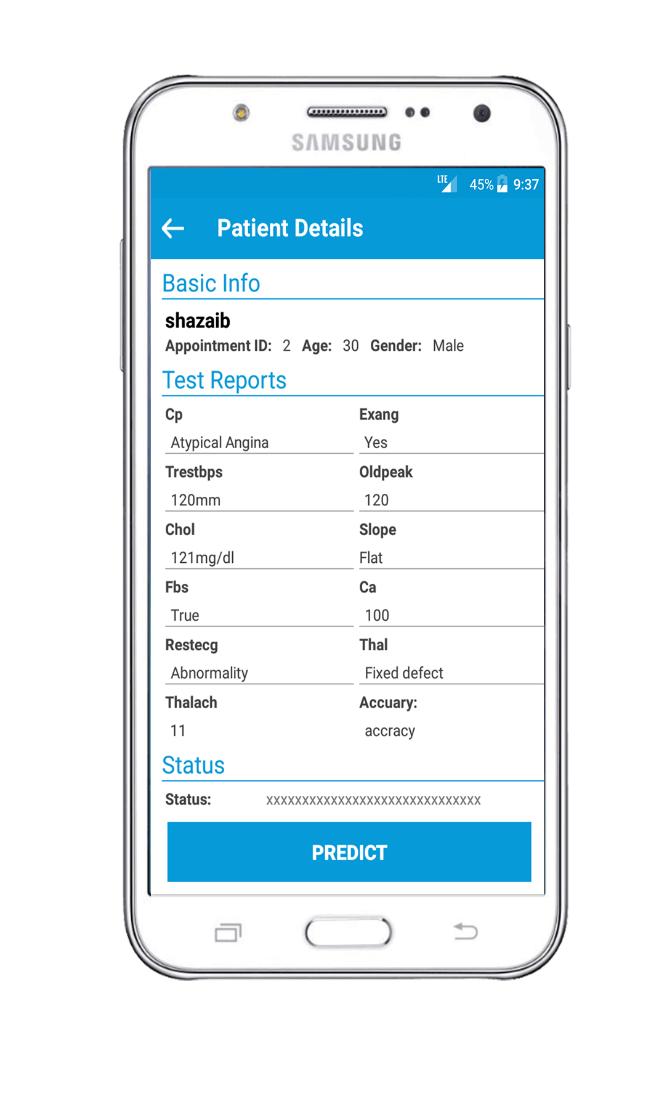 SAMSUNG
LTE 45% 9:37
Patient Details
Basic Info
shazaib
Appointment ID: 2 Age: 30 Gender: Male
Test Reports
Cp Exang
Atypical Angina Yes
Trestbps Oldpeak
120mm 120
Chol Slope
121mg/dl Flat
Fbs Ca
True 100
Restecg Thal
Abnormality Fixed defect
Thalach Accuary:
11 accracy
Status
Status: xxxxxxxxxxxxxxxxxxxxxxxxxxxxxx
PREDICT